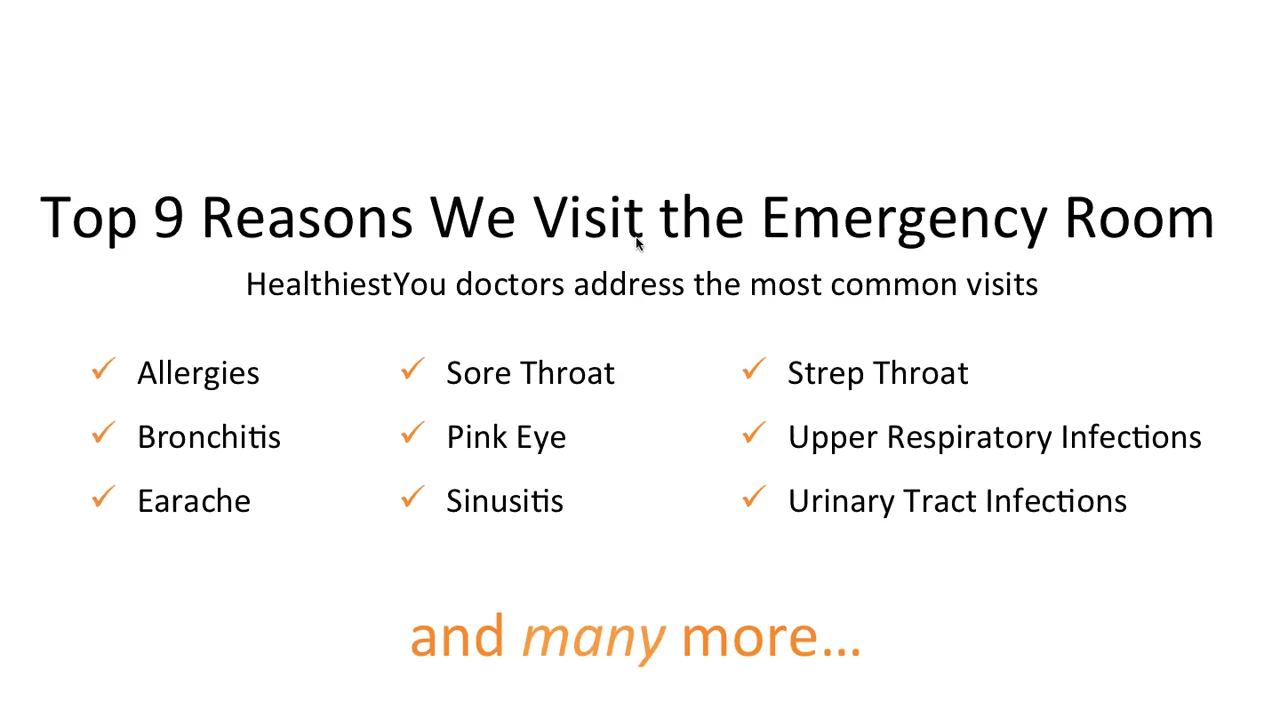 Top 9 Reasons We Visit the Emergency Room
HealthiestYou doctors address the most common visits
✓ Allergies
✓ Bronchitis
✓ Earache
✓ Sore Throat
✓ Pink Eye
✓ Sinusitis
✓ Strep Throat
✓ Upper Respiratory Infections
✓ Urinary Tract Infections
and many more...